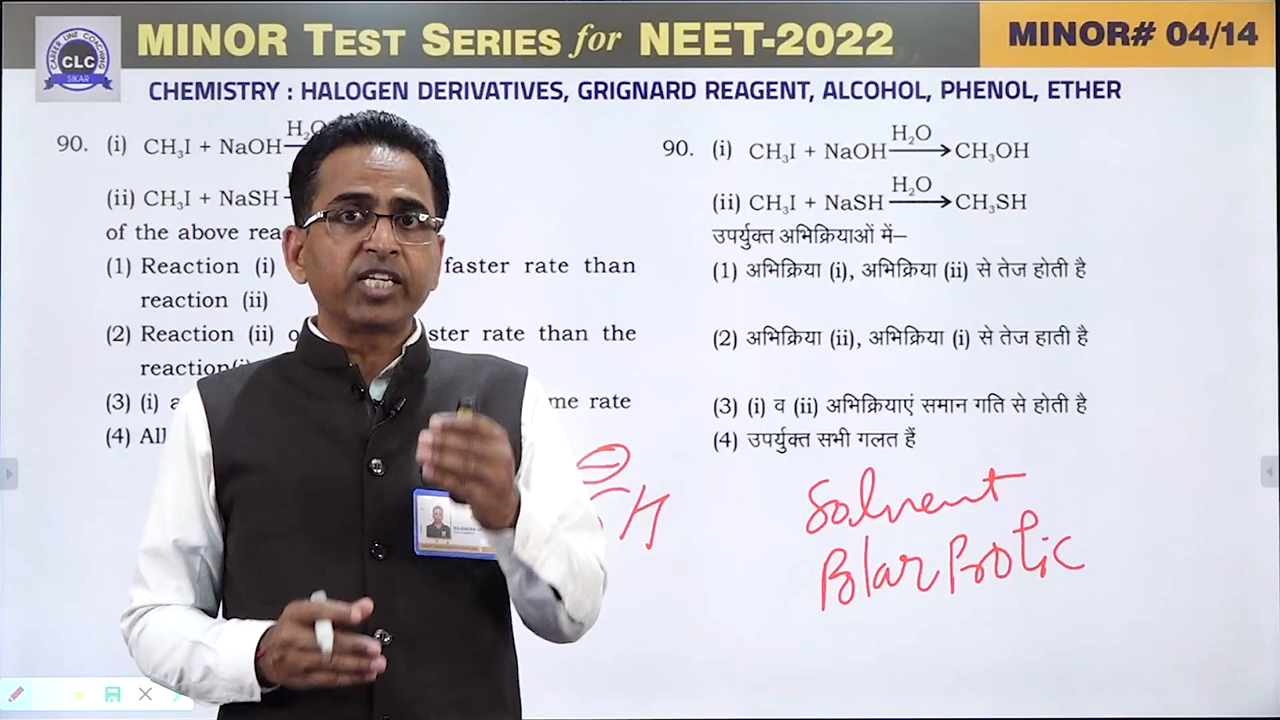 CAREER LINE COACHING
CLC
SIKAR
MINOR TEST SERIES for NEET-2022
MINOR# 04/14
CHEMISTRY : HALOGEN DERIVATIVES, GRIGNARD REAGENT, ALCOHOL, PHENOL, ETHER
90. (i) CH₃I + NaOH
(ii) CH₃I + NaSH
of the above
(1) Reaction (i) faster rate than
reaction (ii)
(2) Reaction (ii) rate than the
reaction(i)
(3) (i) rate
(4)
90. (i) CH₃I + NaOH ⟶ H₂O CH₃OH
(ii) CH₃I + NaSH ⟶ H₂O CH₃SH
उपर्युक्त अभिक्रियाओं में–
(1) अभिक्रिया (i), अभिक्रिया (ii) से तेज होती है
(2) अभिक्रिया (ii), अभिक्रिया (i) से तेज हाती है
(3) (i) व (ii) अभिक्रियाएं समान गति से होती है
(4) उपर्युक्त सभी गलत हैं
Solvent
Polar Protic